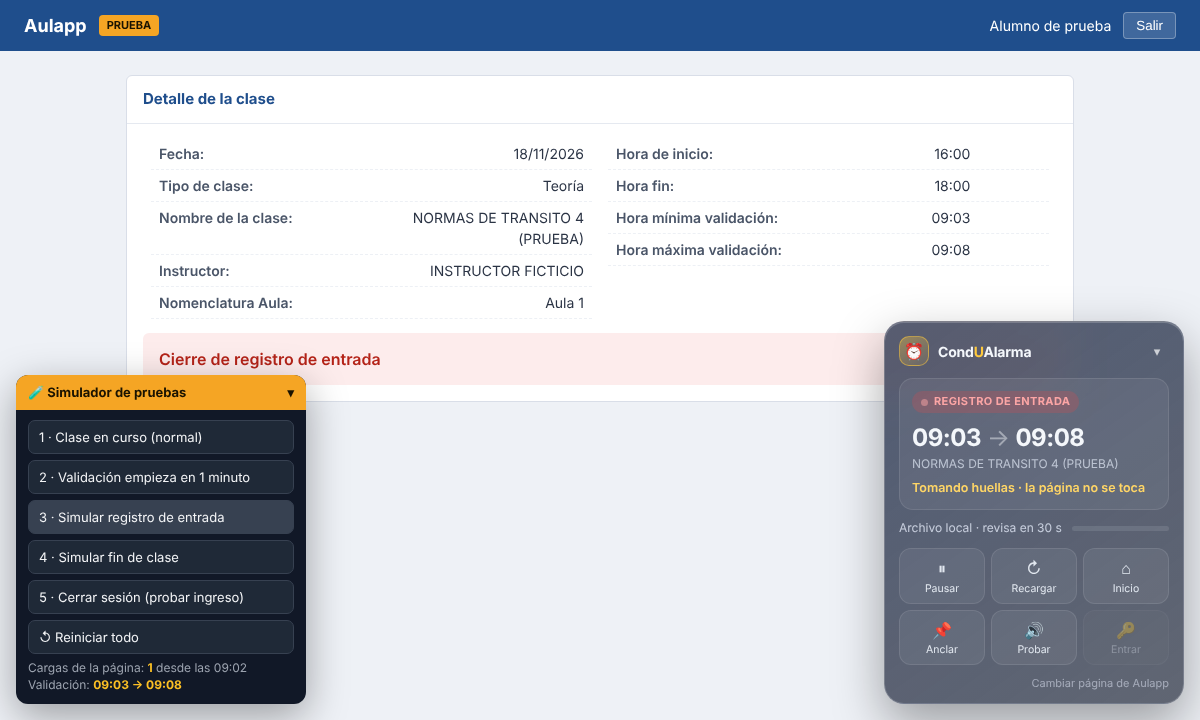 Aulapp PRUEBA
Alumno de prueba Salir
Detalle de la clase
Fecha: 18/11/2026
Tipo de clase: Teoría
Nombre de la clase: NORMAS DE TRANSITO 4
(PRUEBA)
Instructor: INSTRUCTOR FICTICIO
Nomenclatura Aula: Aula 1
Hora de inicio: 16:00
Hora fin: 18:00
Hora mínima validación: 09:03
Hora máxima validación: 09:08
Cierre de registro de entrada
🧪 Simulador de pruebas ▾
1 · Clase en curso (normal)
2 · Validación empieza en 1 minuto
3 · Simular registro de entrada
4 · Simular fin de clase
5 · Cerrar sesión (probar ingreso)
↺ Reiniciar todo
Cargas de la página: 1 desde las 09:02
Validación: 09:03 → 09:08
CondUAlarma ▾
REGISTRO DE ENTRADA
09:03 → 09:08
NORMAS DE TRANSITO 4 (PRUEBA)
Tomando huellas · la página no se toca
Archivo local · revisa en 30 s
Pausar
Recargar
Inicio
Anclar
Probar
Entrar
Cambiar página de Aulapp